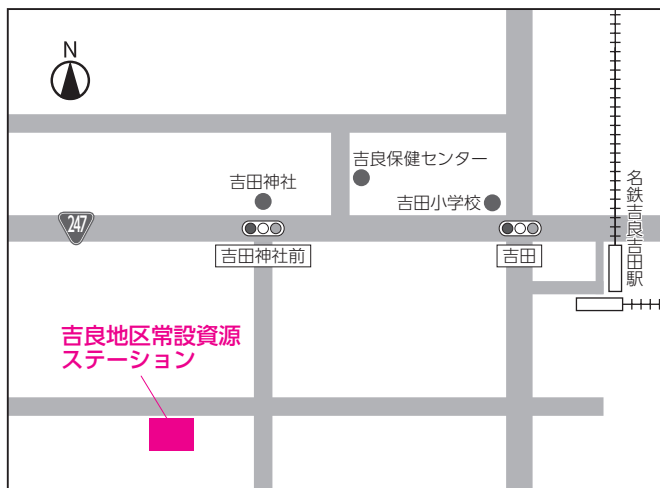 N
吉良保健センター
吉田神社
吉田小学校
247
吉田神社前
吉田
名鉄吉良吉田駅
吉良地区常設資源
ステーション